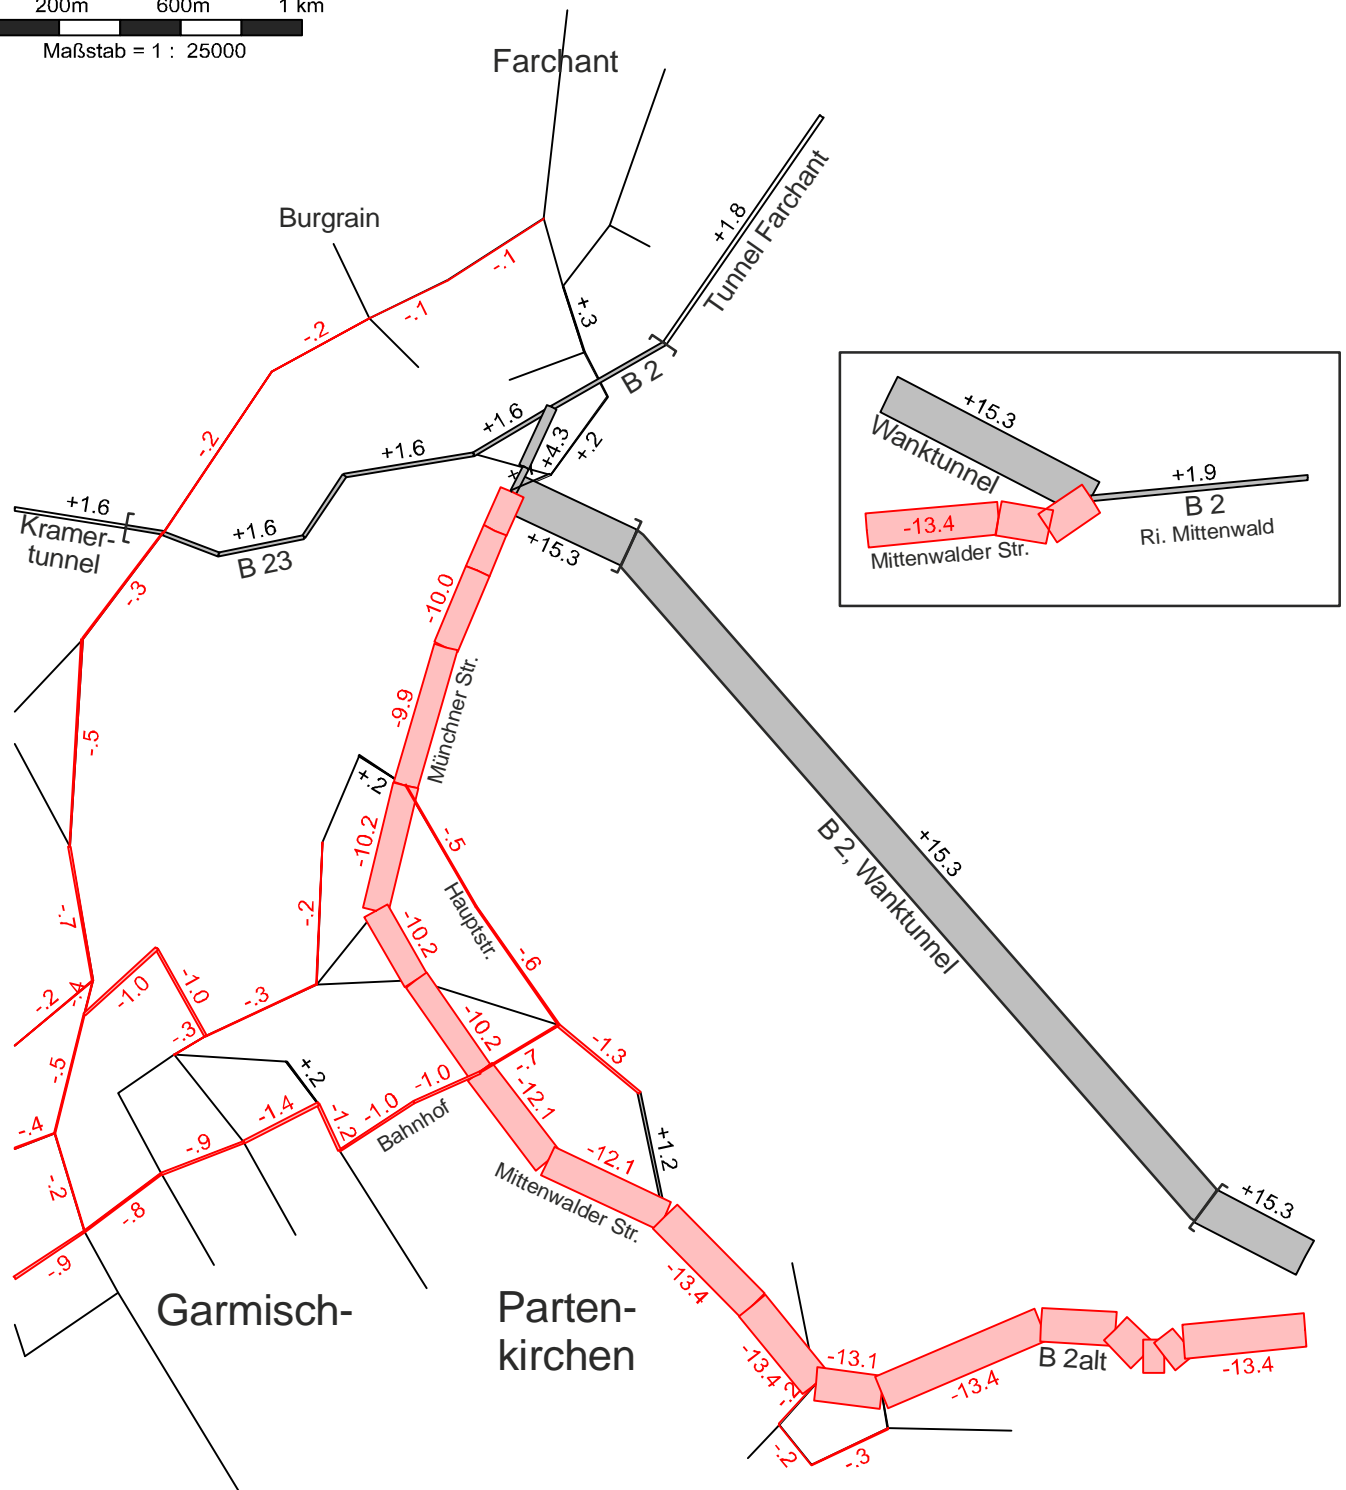 200m 600m 1 km
Maßstab = 1 : 25000
Farchant
Burgrain
+1.8
Tunnel Farchant
-.1
-.1
-.2
+.3
B 2
-.2
+1.6
+1.6
+4.3
+.2
+15.3
Wanktunnel
+1.9
B 2
Ri. Mittenwald
-13.4
Mittenwalder Str.
+1.6
Kramer-
tunnel
+1.6
B 23
+15.3
-.3
-10.0
-9.9
Münchner Str.
-.5
+.2
-10.2
-.5
Hauptstr.
+15.3
B 2, Wanktunnel
-.7
-.2
-10.2
-.6
-.2
-.4
-1.0
-1.0
-.3
-.3
-10.2
-1.3
-.5
+.2
-1.0
-.7
-12.1
-.4
-1.4
-1.2
-1.0
Bahnhof
-.9
-12.1
+1.2
Mittenwalder Str.
-.2
-.8
-.9
+15.3
Garmisch-
Parten-
kirchen
-13.4
-13.4
-13.1
-13.4
B 2alt
-13.4
-.2
-.2
-.3